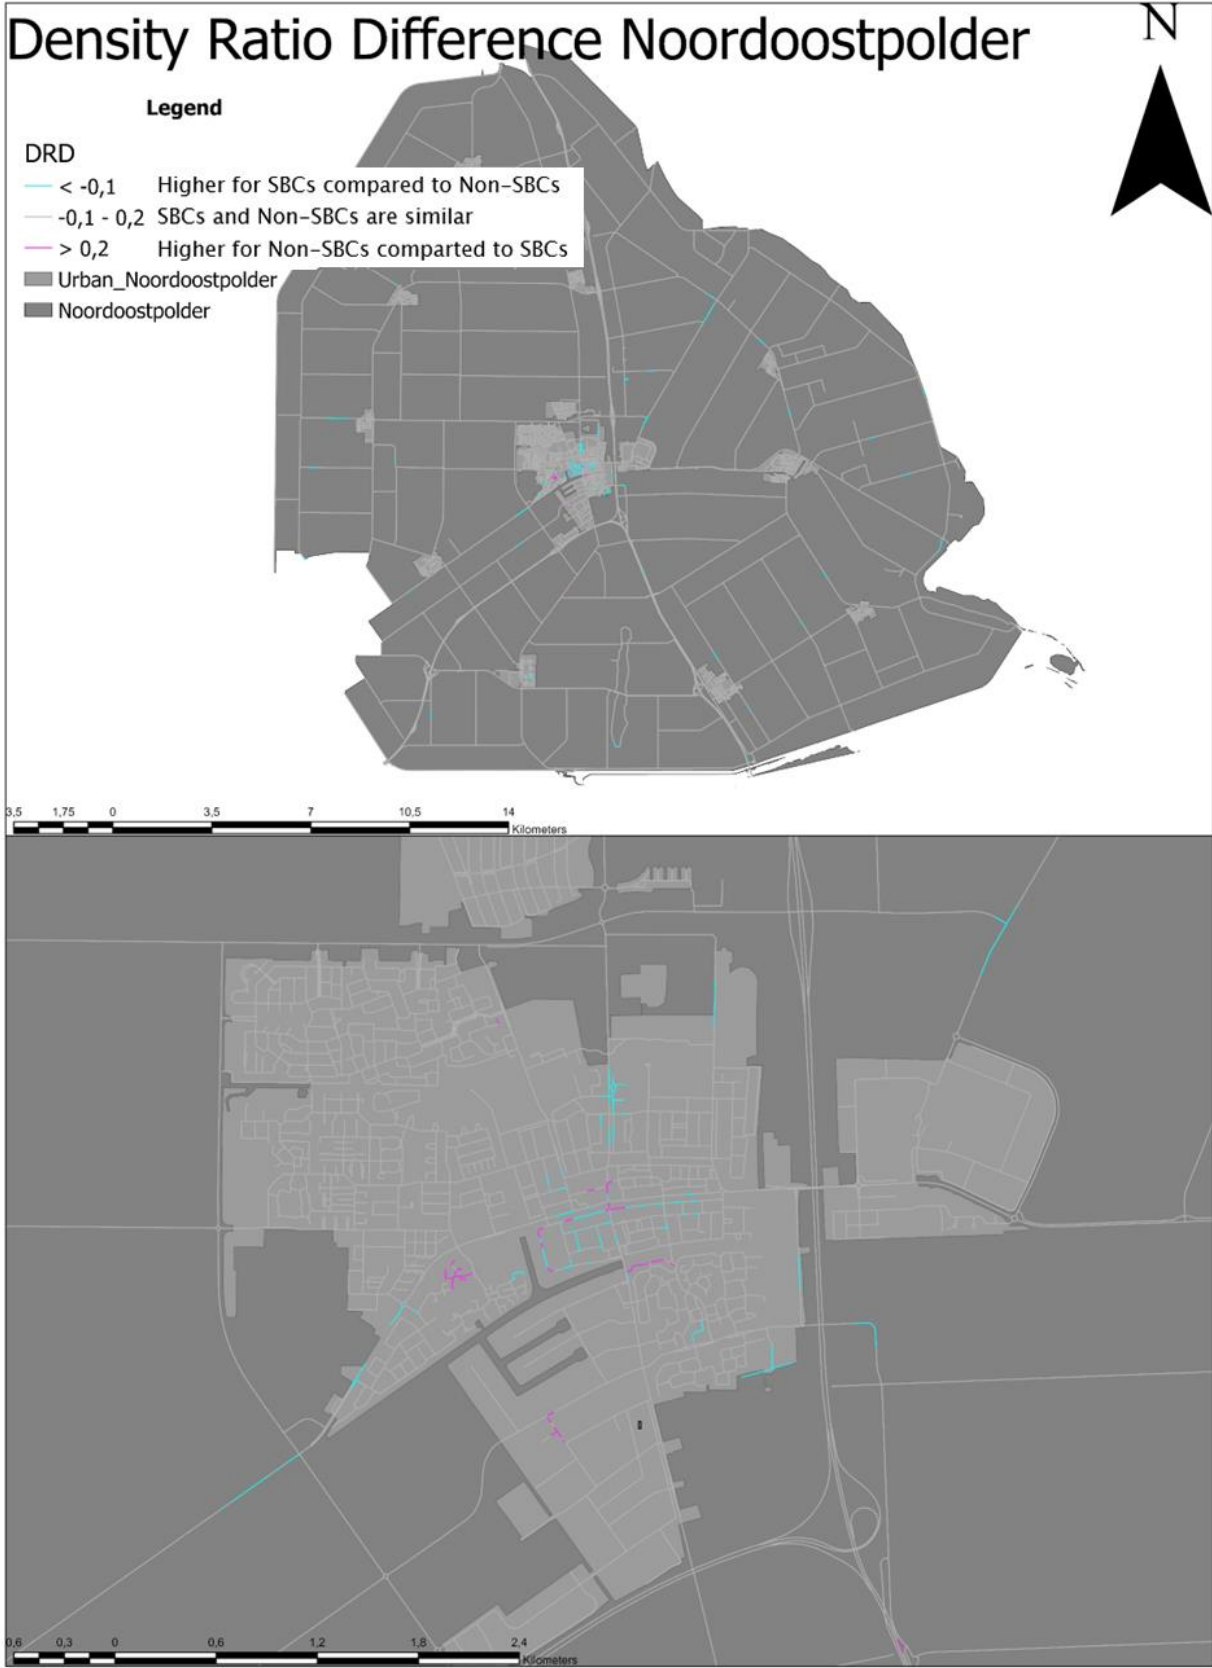 Density Ratio Difference Noordoostpolder
N
Legend
DRD
< -0,1 Higher for SBCs compared to Non-SBCs
-0,1 - 0,2 SBCs and Non-SBCs are similar
> 0,2 Higher for Non-SBCs comparted to SBCs
Urban_Noordoostpolder
Noordoostpolder
3,5 1,75 0 3,5 7 10,5 14
Kilometers
0,6 0,3 0 0,6 1,2 1,8 2,4
Kilometers